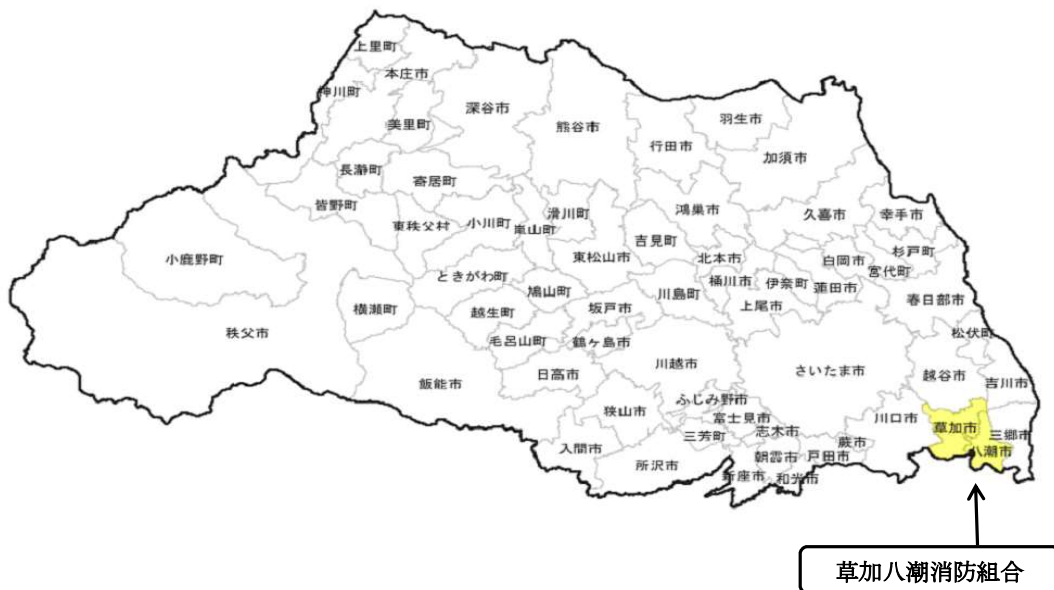 上里町
本庄市
神川町
美里町
深谷市
熊谷市
行田市
羽生市
加須市
長瀞町
寄居町
皆野町
東秩父村
小川町
嵐山町
滑川町
吉見町
鴻巣市
久喜市
幸手市
小鹿野町
東松山市
北本市
白岡市
杉戸町
宮代町
ときがわ町
鳩山町
川島町
桶川市
伊奈町
蓮田市
春日部市
横瀬町
越生町
坂戸市
上尾市
秩父市
毛呂山町
鶴ヶ島市
松伏町
飯能市
日高市
川越市
さいたま市
越谷市
吉川市
狭山市
ふじみ野市
富士見市
川口市
草加市
三郷市
入間市
三芳町
志木市
蕨市
八潮市
所沢市
朝霞市
戸田市
新座市
和光市
草加八潮消防組合